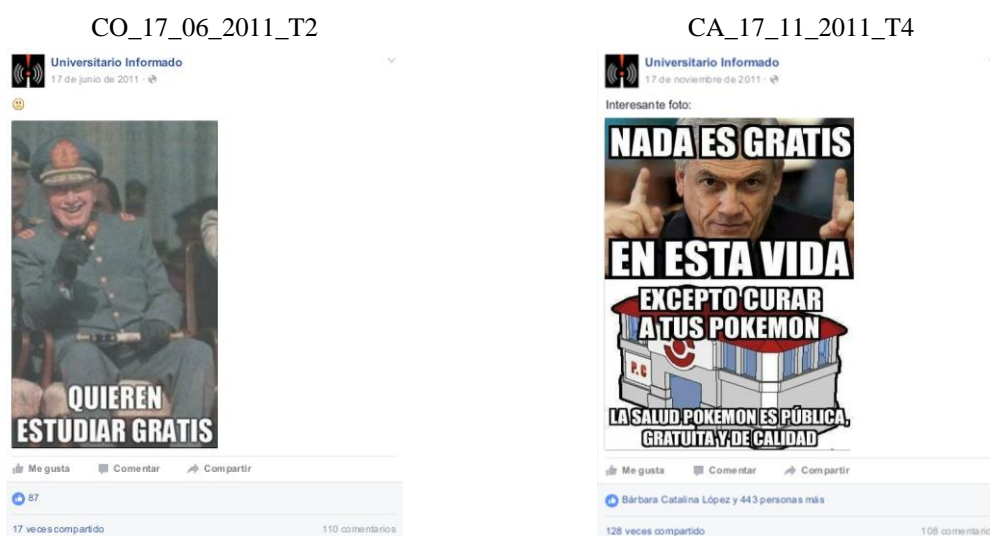 CO_17_06_2011_T2
Universitario Informado
17 de junio de 2011
QUIEREN
ESTUDIAR GRATIS
Me gusta Comentar Compartir
87
17 veces compartido 110 comentarios
CA_17_11_2011_T4
Universitario Informado
17 de noviembre de 2011
Interesante foto:
NADA ES GRATIS
EN ESTA VIDA
EXCEPTO CURAR
A TUS POKEMON
P.C
LA SALUD POKEMON ES PÚBLICA,
GRATUITA Y DE CALIDAD
Me gusta Comentar Compartir
Bárbara Catalina López y 443 personas más
128 veces compartido 108 comentario